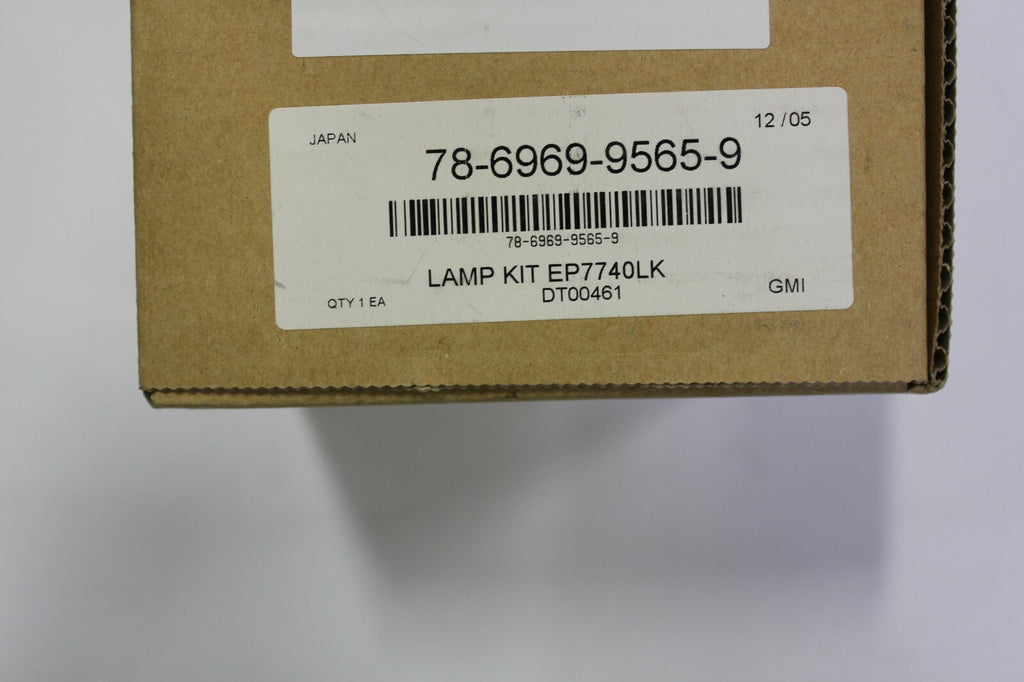 JAPAN
12 / 05
78-6969-9565-9
78-6969-9565-9
LAMP KIT EP7740LK
DT00461
QTY 1 EA
GMI